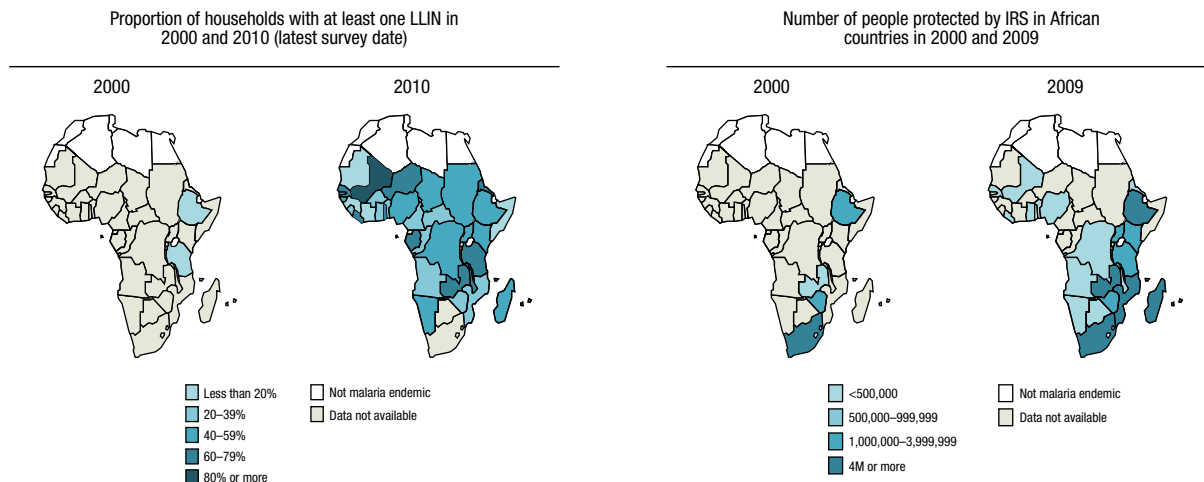 Proportion of households with at least one LLIN in
2000 and 2010 (latest survey date)
2000
2010
Less than 20%
20–39%
40–59%
60–79%
80% or more
Not malaria endemic
Data not available
Number of people protected by IRS in African
countries in 2000 and 2009
2000
2009
<500,000
500,000–999,999
1,000,000–3,999,999
4M or more
Not malaria endemic
Data not available